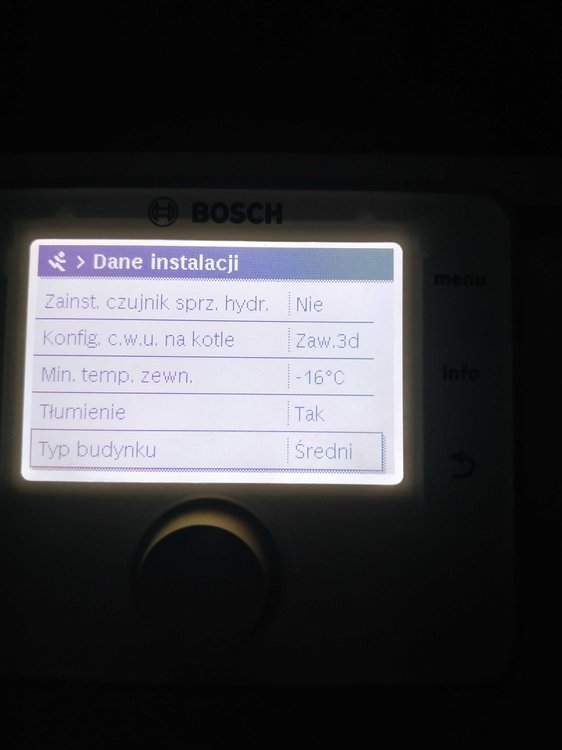 BOSCH
> Dane instalacji
Zainst. czujnik sprz. hydr. Nie
Konfig. c.w.u. na kotle Zaw.3d
Min. temp. zewn. -16°C
Tłumienie Tak
Typ budynku Średni
menu
info